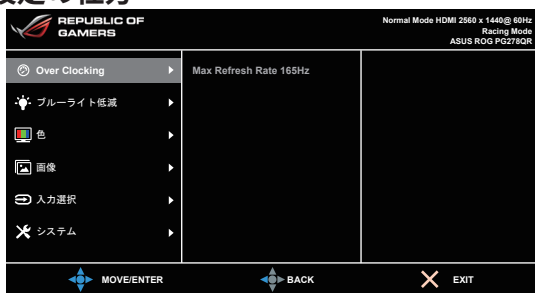 REPUBLIC OF
GAMERS
Normal Mode HDMI 2560 x 1440@ 60Hz
Racing Mode
ASUS ROG PG278QR
Over Clocking
Max Refresh Rate 165Hz
ブルーライト低減
色
画像
入力選択
システム
MOVE/ENTER
BACK
EXIT